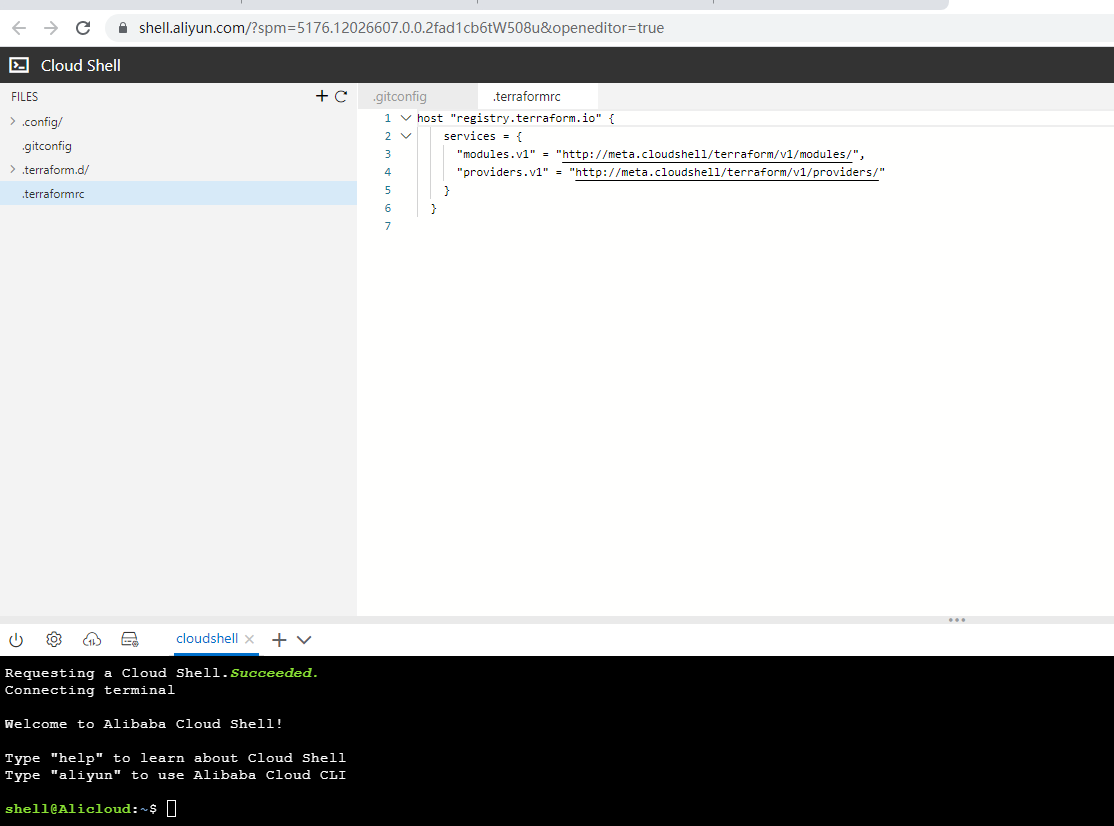 shell.aliyun.com/?spm=5176.12026607.0.0.2fad1cb6tW508u&openeditor=true
Cloud Shell
FILES
.config/
.gitconfig
.terraform.d/
.terraformrc
.gitconfig
.terraformrc
1 host "registry.terraform.io" {
2 services = {
3 "modules.v1" = "http://meta.cloudshell/terraform/v1/modules/",
4 "providers.v1" = "http://meta.cloudshell/terraform/v1/providers/"
5 }
6 }
7
cloudshell
Requesting a Cloud Shell.Succeeded.
Connecting terminal
Welcome to Alibaba Cloud Shell!
Type "help" to learn about Cloud Shell
Type "aliyun" to use Alibaba Cloud CLI
shell@Alicloud:~$